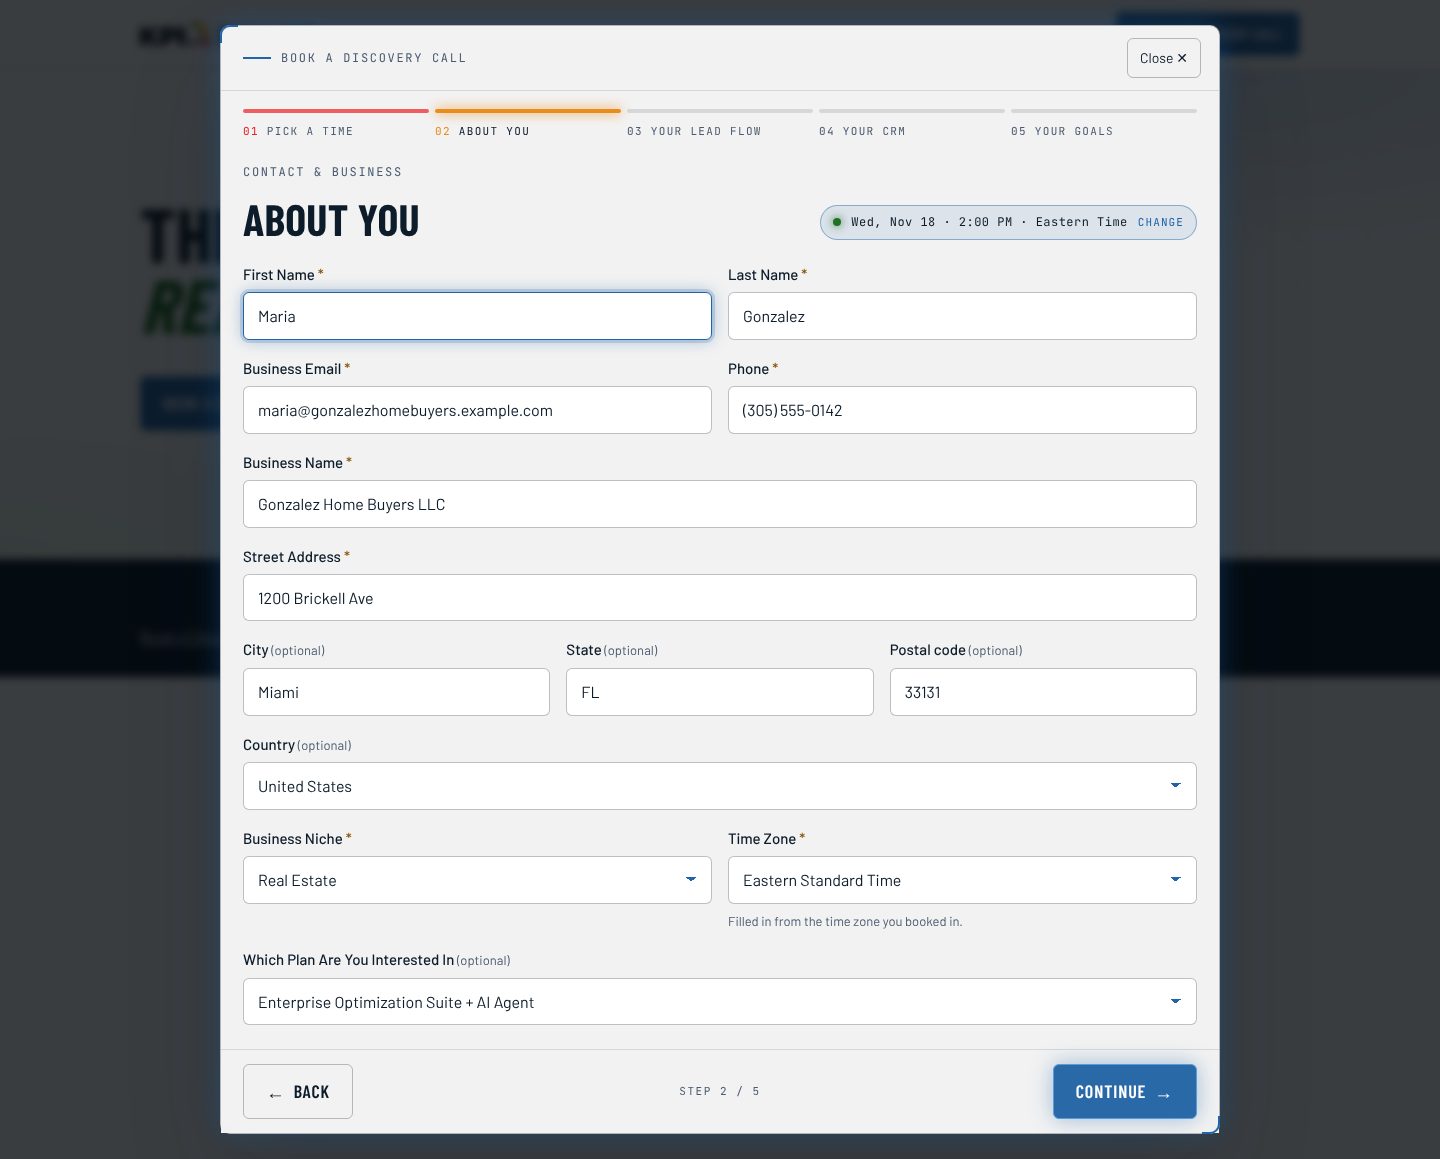 KPI
BOOK A DISCOVERY CALL
Close ✕
01 PICK A TIME
02 ABOUT YOU
03 YOUR LEAD FLOW
04 YOUR CRM
05 YOUR GOALS
CONTACT & BUSINESS
ABOUT YOU
Wed, Nov 18 · 2:00 PM · Eastern Time CHANGE
First Name *
Last Name *
Maria
Gonzalez
Business Email *
Phone *
maria@gonzalezhomebuyers.example.com
(305) 555-0142
Business Name *
Gonzalez Home Buyers LLC
Street Address *
1200 Brickell Ave
City (optional)
State (optional)
Postal code (optional)
Miami
FL
33131
Country (optional)
United States
Business Niche *
Time Zone *
Real Estate
Eastern Standard Time
Filled in from the time zone you booked in.
Which Plan Are You Interested In (optional)
Enterprise Optimization Suite + AI Agent
← BACK
STEP 2 / 5
CONTINUE →